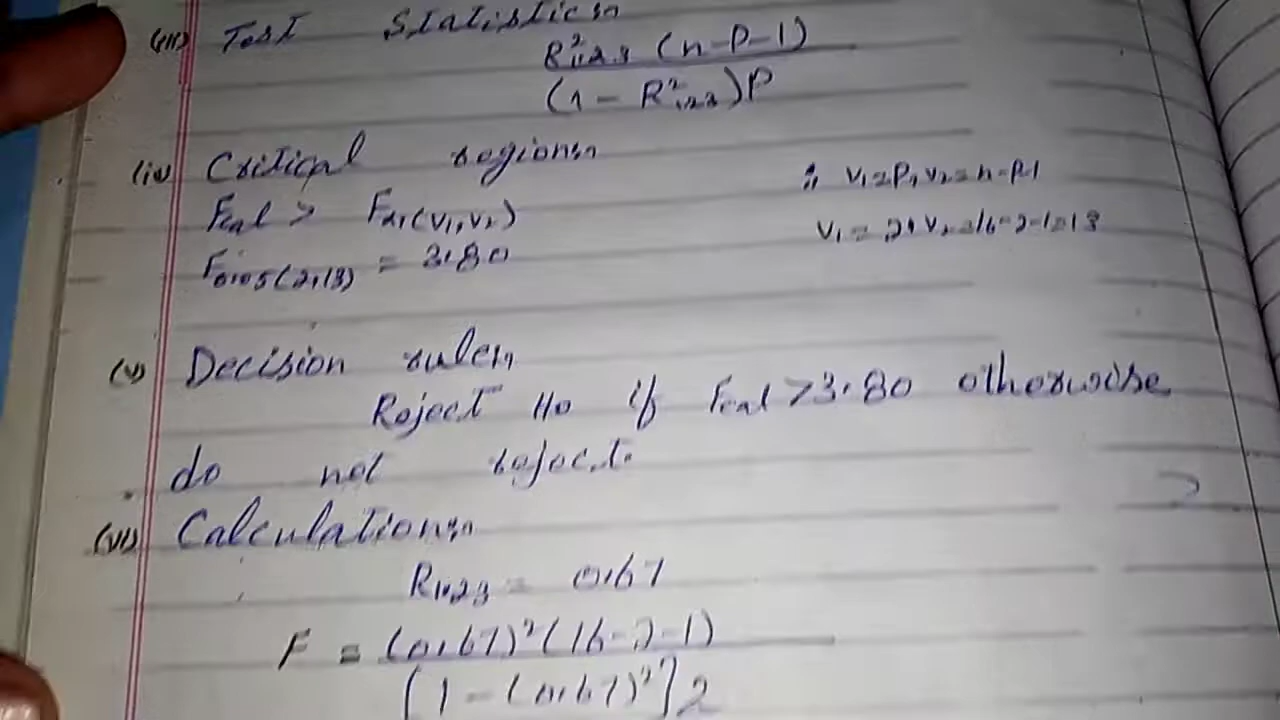 (iii) Test Statistics:
R²1.23 (n-P-1)
(1 - R²1.23)P
(iv) Critical regions:
∴ V1=P, V2=n-P-1
Fcal > Fα,(V1,V2)
V1=2, V2=16-2-1=13
F0.05(2,13) = 3.80
(v) Decision rule:
Reject Ho if Fcal >3.80 otherwise
do not reject.
(vi) Calculations:
R1.23 = 0.67
F = (0.67)²(16-2-1)
[1-(0.67)²]2